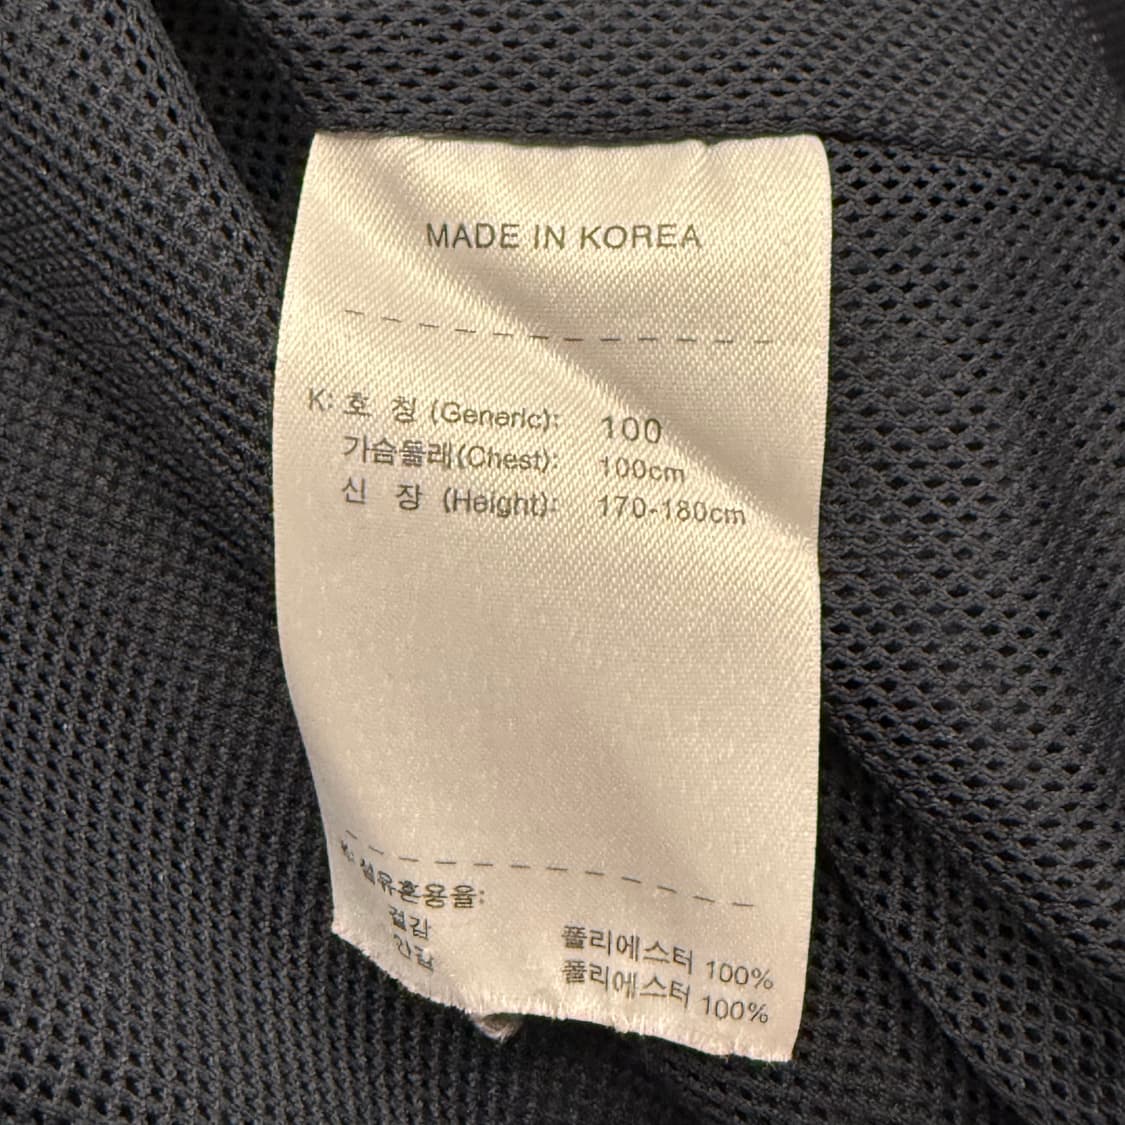 MADE IN KOREA
K: 호 칭 (Generic): 100
가슴둘래(Chest): 100cm
신 장 (Height): 170-180cm
K: 섬유혼용율:
겉감 폴리에스터 100%
안감 폴리에스터 100%